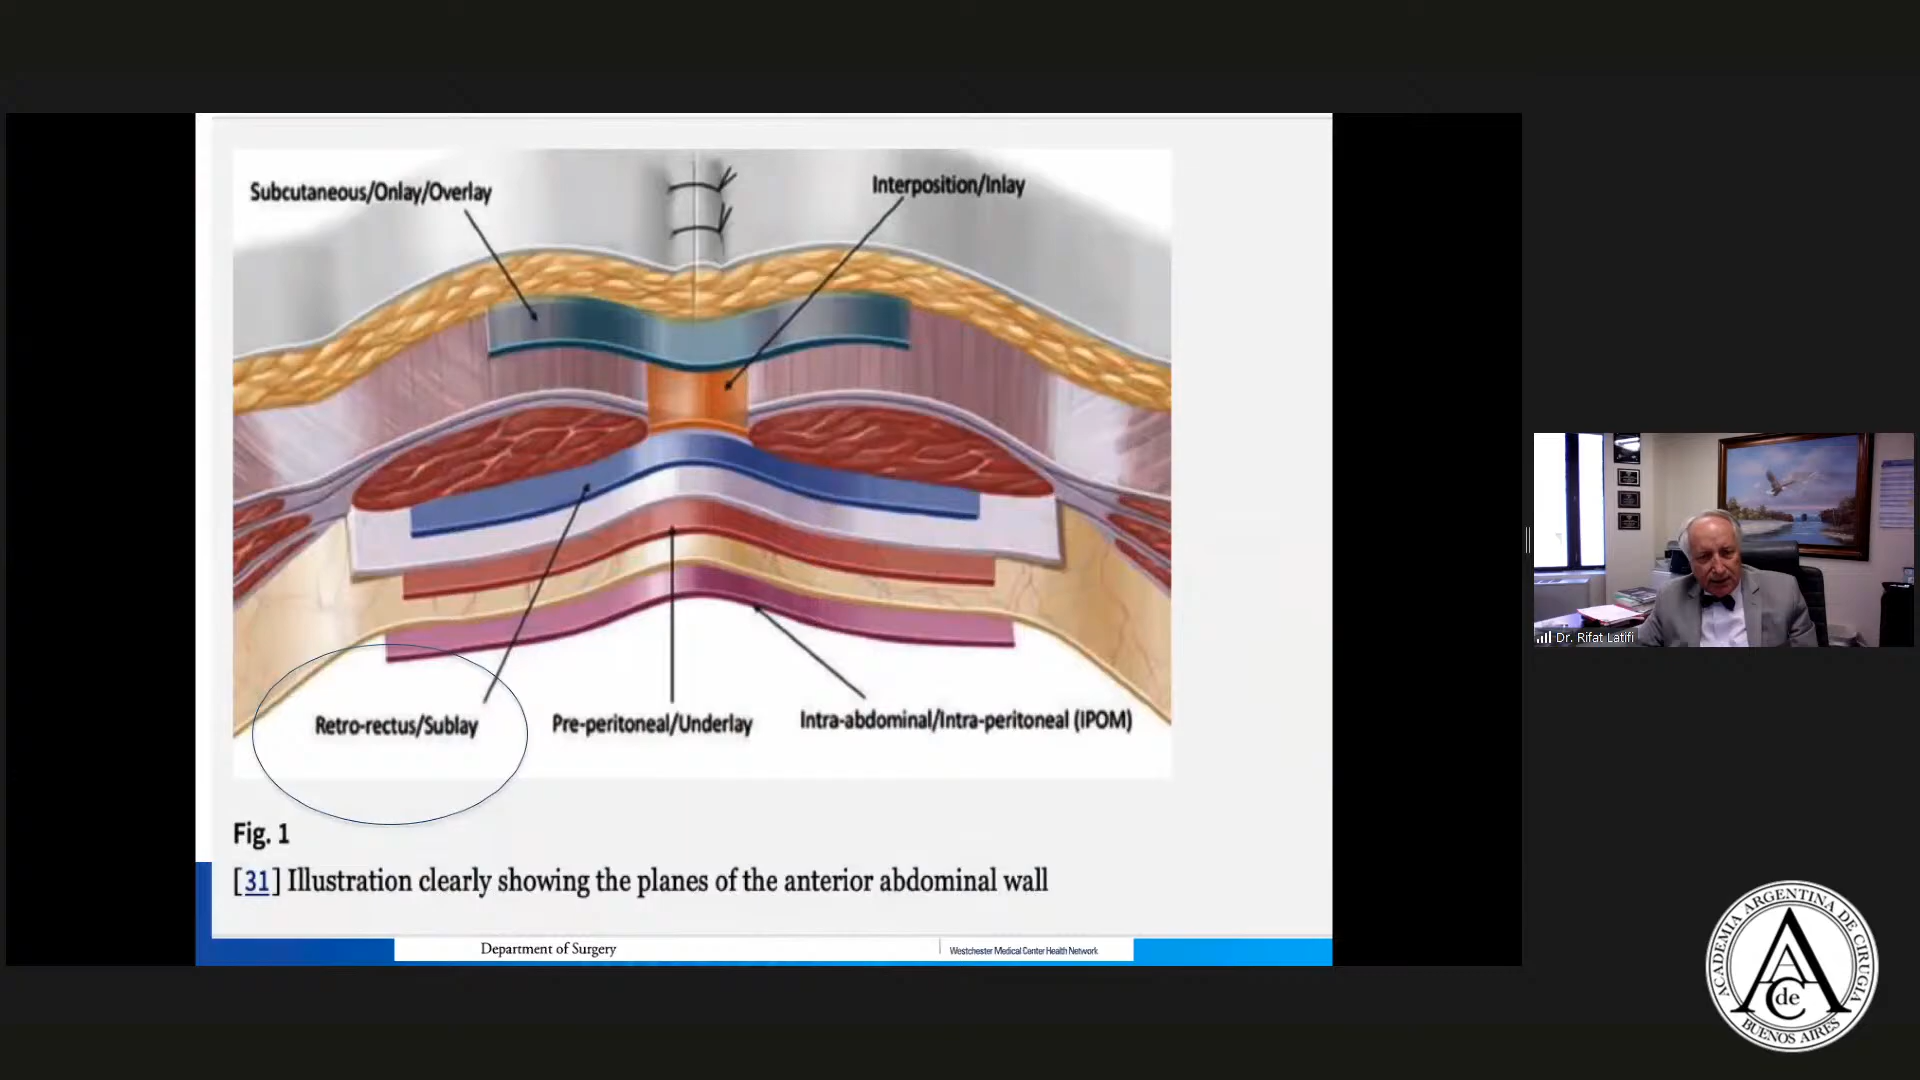 Subcutaneous/Onlay/Overlay
Interposition/Inlay
Retro-rectus/Sublay
Pre-peritoneal/Underlay
Intra-abdominal/Intra-peritoneal (IPOM)
Fig. 1
[31] Illustration clearly showing the planes of the anterior abdominal wall
Department of Surgery
Westchester Medical Center Health Network
Dr. Rifat Latifi
ACADEMIA ARGENTINA DE CIRUGIA
AAC
de
BUENOS AIRES